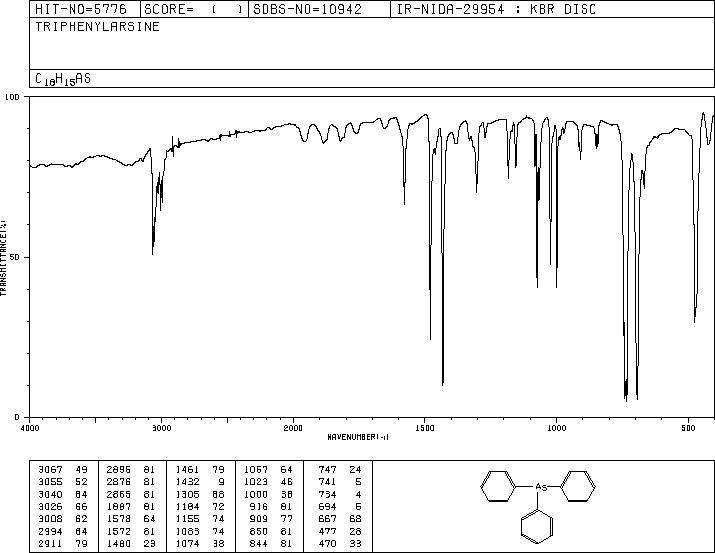 HIT-NO=5776 SCORE= ( ) SDBS-NO=10942 IR-NIDA-29954 : KBR DISC
TRIPHENYLARSINE
C18H15AS
100
50
0
TRANSMITTANCE(%)
4000 3000 2000 1500 1000 500
WAVENUMBER(-1)
3067 49 2896 81 1461 79 1067 64 747 24
3055 52 2876 81 1432 9 1023 46 741 5
3040 64 2865 81 1305 68 1000 38 734 4
3026 66 1887 81 1184 72 916 81 694 5
3008 62 1578 64 1155 74 909 77 667 68
2994 64 1572 81 1083 74 850 81 477 28
2911 79 1480 23 1074 38 844 81 470 33
AS